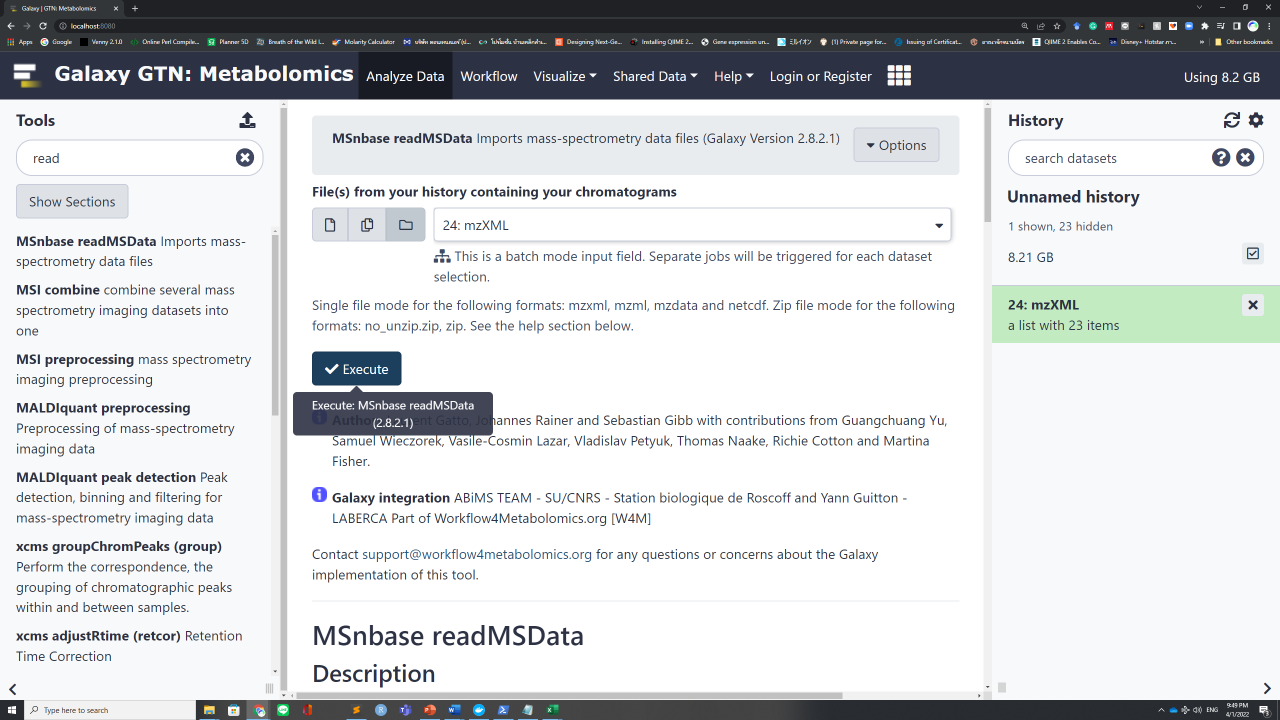 Galaxy | GTN: Metabolomics
localhost:8080
Apps
Google
Venny 2.1.0
Online Perl Compile...
Planner 5D
Breath of the Wild I...
Molarity Calculator
Designing Next-Ge...
Installing QIIME 2...
Gene expression un...
(1) Private page for...
Issuing of Certificat...
QIIME 2 Enables Co...
Disney+ Hotstar ก...
»
Other bookmarks
Galaxy GTN: Metabolomics
Analyze Data
Workflow
Visualize
Shared Data
Help
Login or Register
Using 8.2 GB
Tools
read
Show Sections
MSnbase readMSData Imports mass-
spectrometry data files
MSI combine combine several mass
spectrometry imaging datasets into
one
MSI preprocessing mass spectrometry
imaging preprocessing
MALDIquant preprocessing
Preprocessing of mass-spectrometry
imaging data
MALDIquant peak detection Peak
detection, binning and filtering for
mass-spectrometry imaging data
xcms groupChromPeaks (group)
Perform the correspondence, the
grouping of chromatographic peaks
within and between samples.
xcms adjustRtime (retcor) Retention
Time Correction
MSnbase readMSData Imports mass-spectrometry data files (Galaxy Version 2.8.2.1)
Options
File(s) from your history containing your chromatograms
24: mzXML
This is a batch mode input field. Separate jobs will be triggered for each dataset
selection.
Single file mode for the following formats: mzxml, mzml, mzdata and netcdf. Zip file mode for the following
formats: no_unzip.zip, zip. See the help section below.
Execute
Execute: MSnbase readMSData
(2.8.2.1)
Gatto, Johannes Rainer and Sebastian Gibb with contributions from Guangchuang Yu,
Samuel Wieczorek, Vasile-Cosmin Lazar, Vladislav Petyuk, Thomas Naake, Richie Cotton and Martina
Fisher.
Galaxy integration ABiMS TEAM - SU/CNRS - Station biologique de Roscoff and Yann Guitton -
LABERCA Part of Workflow4Metabolomics.org [W4M]
Contact support@workflow4metabolomics.org for any questions or concerns about the Galaxy
implementation of this tool.
MSnbase readMSData
Description
History
search datasets
Unnamed history
1 shown, 23 hidden
8.21 GB
24: mzXML
a list with 23 items
Type here to search
ENG
9:49 PM
4/1/2022